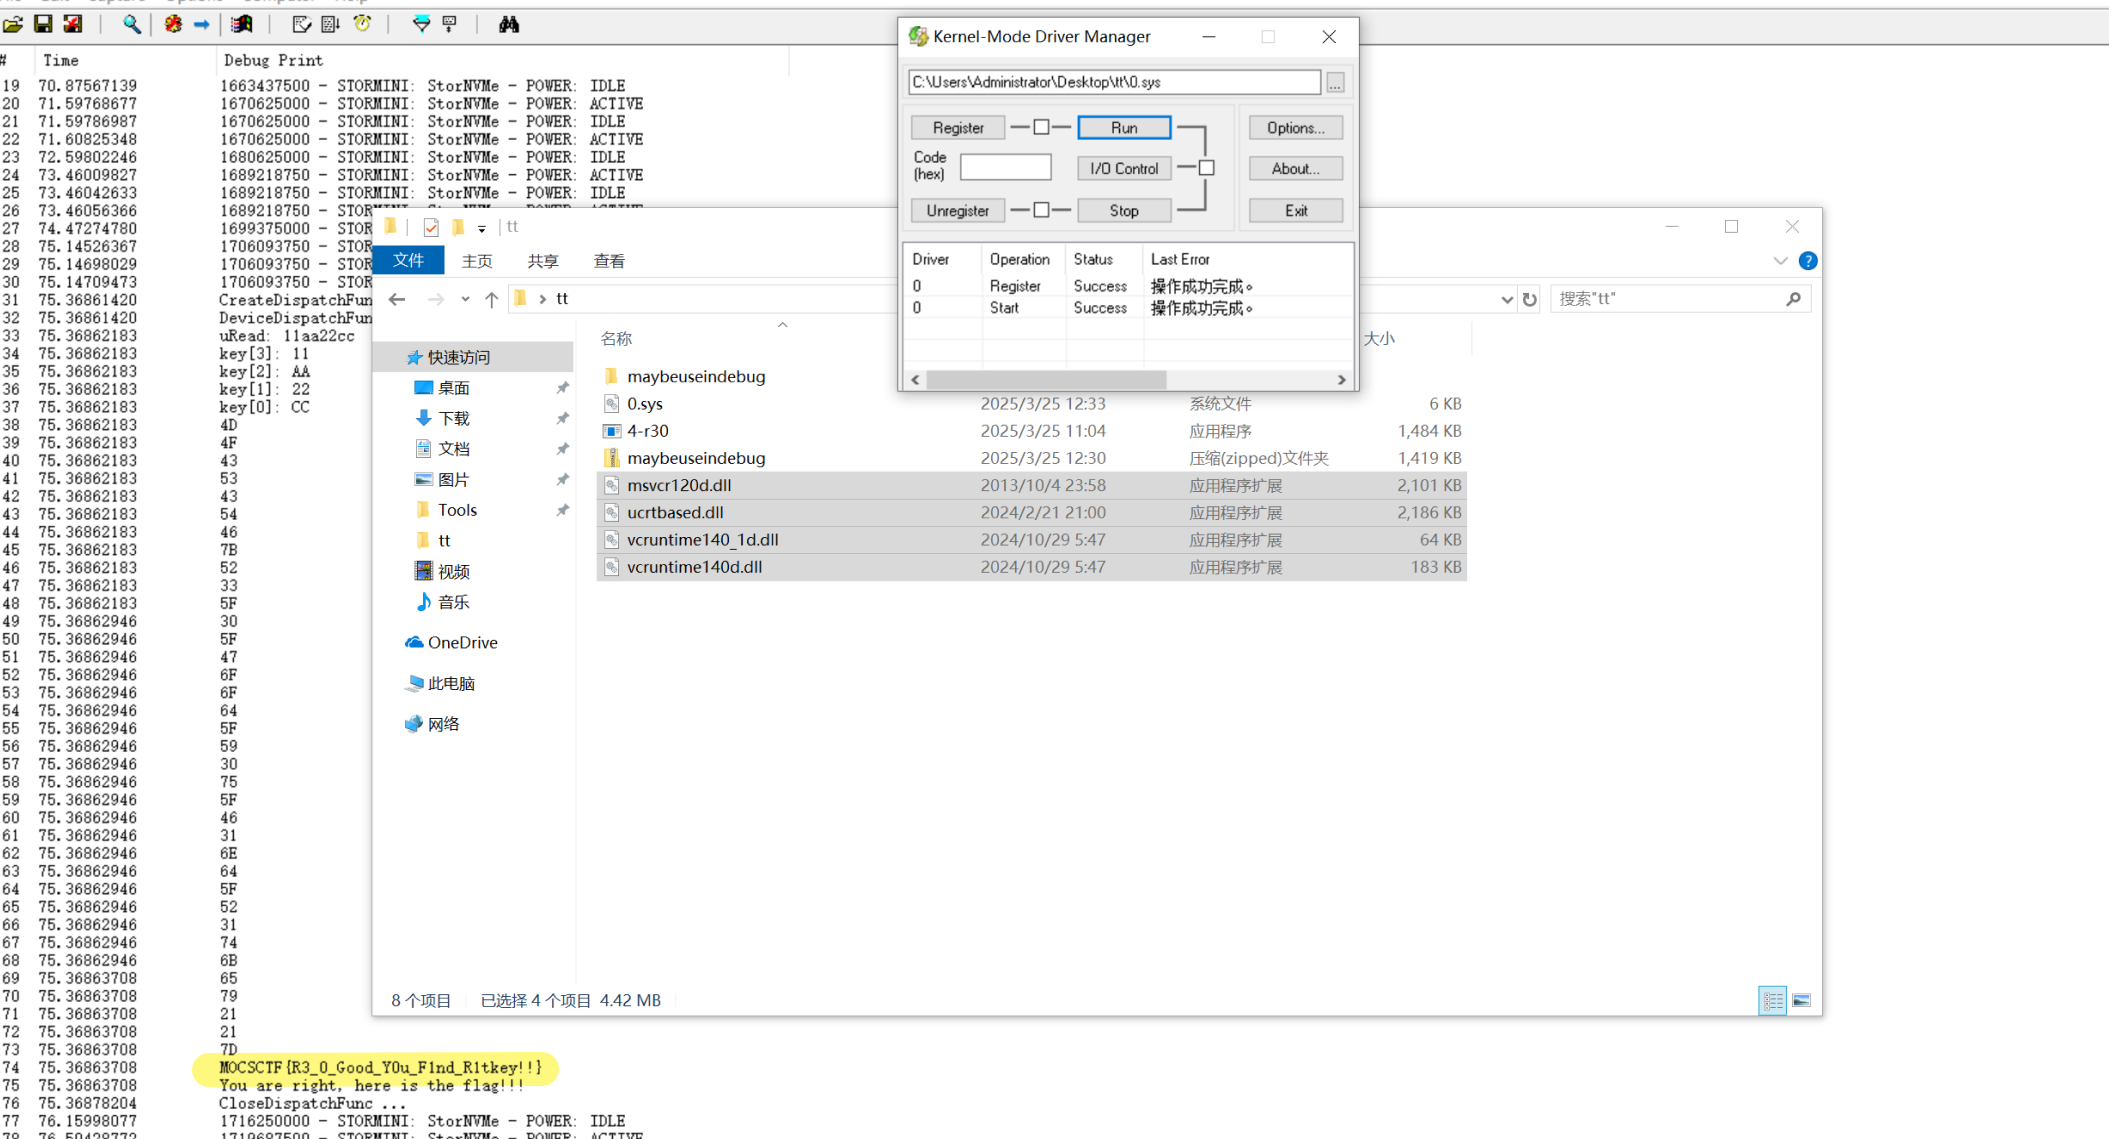 # Time Debug Print
19 70.87567139 1663437500 - STORMINI: StorNVMe - POWER: IDLE
20 71.59768677 1670625000 - STORMINI: StorNVMe - POWER: ACTIVE
21 71.59786987 1670625000 - STORMINI: StorNVMe - POWER: IDLE
22 71.60825348 1670625000 - STORMINI: StorNVMe - POWER: ACTIVE
23 72.59802246 1680625000 - STORMINI: StorNVMe - POWER: IDLE
24 73.46009827 1689218750 - STORMINI: StorNVMe - POWER: ACTIVE
25 73.46042633 1689218750 - STORMINI: StorNVMe - POWER: IDLE
26 73.46056366 1689218750 - STOR
27 74.47274780 1699375000 - STOR
28 75.14526367 1706093750 - STOR
29 75.14698029 1706093750 - STOR
30 75.14709473 1706093750 - STOR
31 75.36861420 CreateDispatchFun
32 75.36861420 DeviceDispatchFun
33 75.36862183 uRead: 11aa22cc
34 75.36862183 key[3]: 11
35 75.36862183 key[2]: AA
36 75.36862183 key[1]: 22
37 75.36862183 key[0]: CC
38 75.36862183 4D
39 75.36862183 4F
40 75.36862183 43
41 75.36862183 53
42 75.36862183 43
43 75.36862183 54
44 75.36862183 46
45 75.36862183 7B
46 75.36862183 52
47 75.36862183 33
48 75.36862183 5F
49 75.36862946 30
50 75.36862946 5F
51 75.36862946 47
52 75.36862946 6F
53 75.36862946 6F
54 75.36862946 64
55 75.36862946 5F
56 75.36862946 59
57 75.36862946 30
58 75.36862946 75
59 75.36862946 5F
60 75.36862946 46
61 75.36862946 31
62 75.36862946 6E
63 75.36862946 64
64 75.36862946 5F
65 75.36862946 52
66 75.36862946 31
67 75.36862946 74
68 75.36862946 6B
69 75.36863708 65
70 75.36863708 79
71 75.36863708 21
72 75.36863708 21
73 75.36863708 7D
74 75.36863708 MOCSCTF{R3_0_Good_Y0u_F1nd_R1tkey!!}
75 75.36863708 You are right, here is the flag!!!
76 75.36878204 CloseDispatchFunc ...
77 76.15998077 1716250000 - STORMINI: StorNVMe - POWER: IDLE
Kernel-Mode Driver Manager
C:\Users\Administrator\Desktop\tt\0.sys
...
Register Run Options...
Code (hex) I/O Control About...
Unregister Stop Exit
Driver Operation Status Last Error
0 Register Success 操作成功完成。
0 Start Success 操作成功完成。
tt
文件 主页 共享 查看
tt
搜索"tt"
快速访问
桌面
下载
文档
图片
Tools
tt
视频
音乐
OneDrive
此电脑
网络
名称 大小
maybeuseindebug
0.sys 2025/3/25 12:33 系统文件 6 KB
4-r30 2025/3/25 11:04 应用程序 1,484 KB
maybeuseindebug 2025/3/25 12:30 压缩(zipped)文件夹 1,419 KB
msvcr120d.dll 2013/10/4 23:58 应用程序扩展 2,101 KB
ucrtbased.dll 2024/2/21 21:00 应用程序扩展 2,186 KB
vcruntime140_1d.dll 2024/10/29 5:47 应用程序扩展 64 KB
vcruntime140d.dll 2024/10/29 5:47 应用程序扩展 183 KB
8 个项目 已选择 4 个项目 4.42 MB